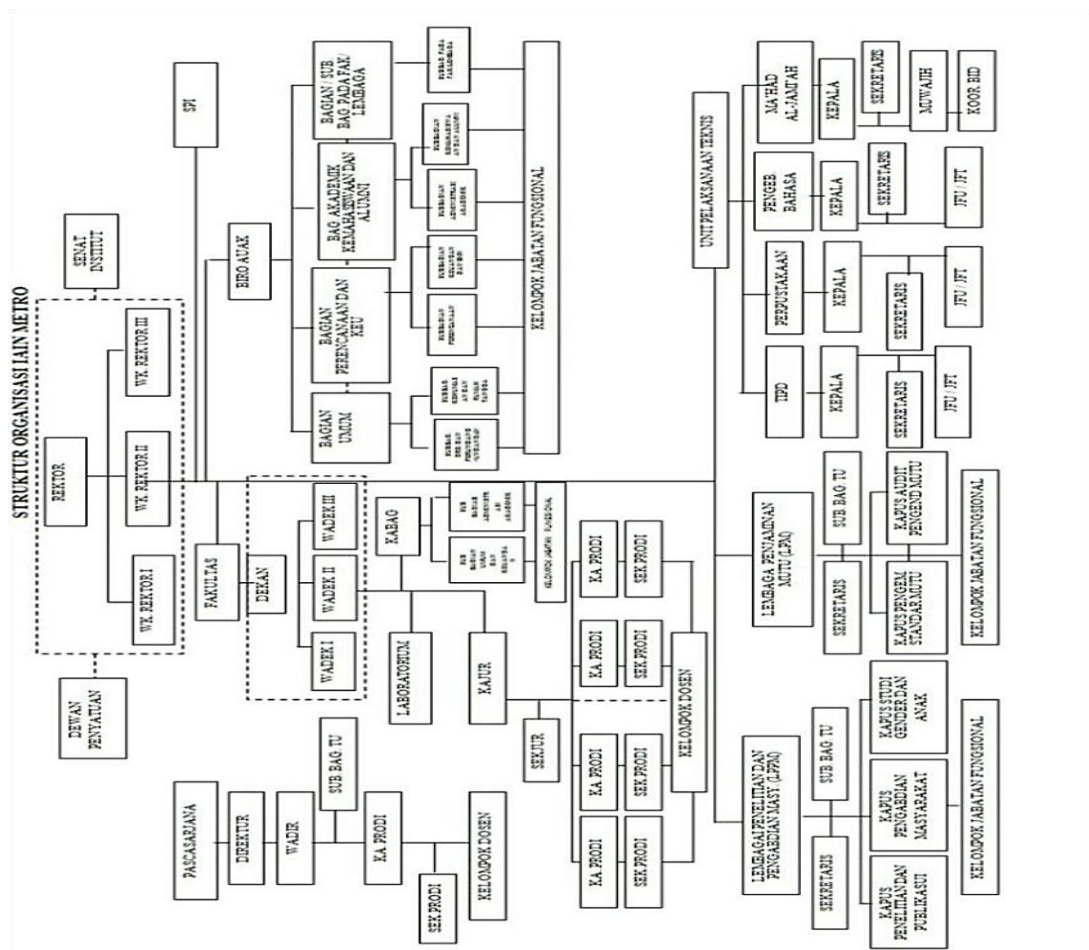 STRUKTUR ORGANISASI IAIN METRO
REKTOR
DEWAN
PENYATUAN
SENAT
INSTITUT
WK REKTOR I
WK REKTOR II
WK REKTOR III
SPI
PASCASARJANA
DIREKTUR
WADIR
SUB BAG. TU
KA PRODI
SEK PRODI
KELOMPOK DOSEN
FAKULTAS
DEKAN
WADEK I
WADEK II
WADEK III
LABORATORIUM
KABAG
KAJUR
SEKJUR
KELOMPOK JABATAN FUNGSIONAL
KA PRODI
KA PRODI
KA PRODI
KA PRODI
SEK PRODI
SEK PRODI
SEK PRODI
SEK PRODI
KELOMPOK DOSEN
BIRO AUAK
BAGIAN
UMUM
BAGIAN
PERENCANAAN DAN
KEU
BAG AKADEMIK
KEMAHASISWAAN DAN
ALUMNI
BAGIAN / SUB
BAG PADA FAK/
LEMBAGA
KELOMPOK JABATAN FUNGSIONAL
LEMBAGA PENELITIAN DAN
PENGABDIAN MASY. (LPPM)
SEKRETARIS
SUB BAG. TU
KAPUS
PENELITIAN DAN
PUBLIKASUI
KAPUS
PENGABDIAN
MASYARAKAT
KAPUS STUDI
GENDER DAN
ANAK
KELOMPOK JABATAN FUNGSIONAL
LEMBAGA PENJAMINAN
MUTU (LPM)
SEKRETARIS
SUB BAG. TU
KAPUS PENGEM
STANDAR MUTU
KAPUS AUDIT
PENGEND MUTU
KELOMPOK JABATAN FUNGSIONAL
UNIT PELAKSANAAN TEKNIS
TIPD
KEPALA
SEKRETARIS
JFU / JFT
PERPUSTAKAAN
KEPALA
SEKRETARIS
JFU / JFT
PENGEB.
BAHASA
KEPALA
SEKRETARIS
JFU / JFT
MA'HAD
AL-JAMI'AH
KEPALA
SEKRETARIS
MUWAJIH
KOOR BID